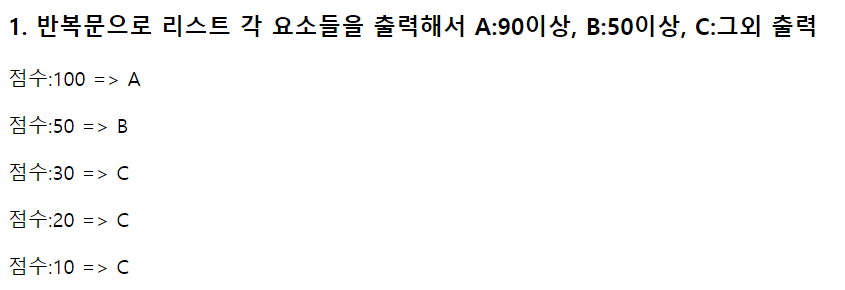 1. 반복문으로 리스트 각 요소들을 출력해서 A:90이상, B:50이상, C:그외 출력
점수:100 => A
점수:50 => B
점수:30 => C
점수:20 => C
점수:10 => C